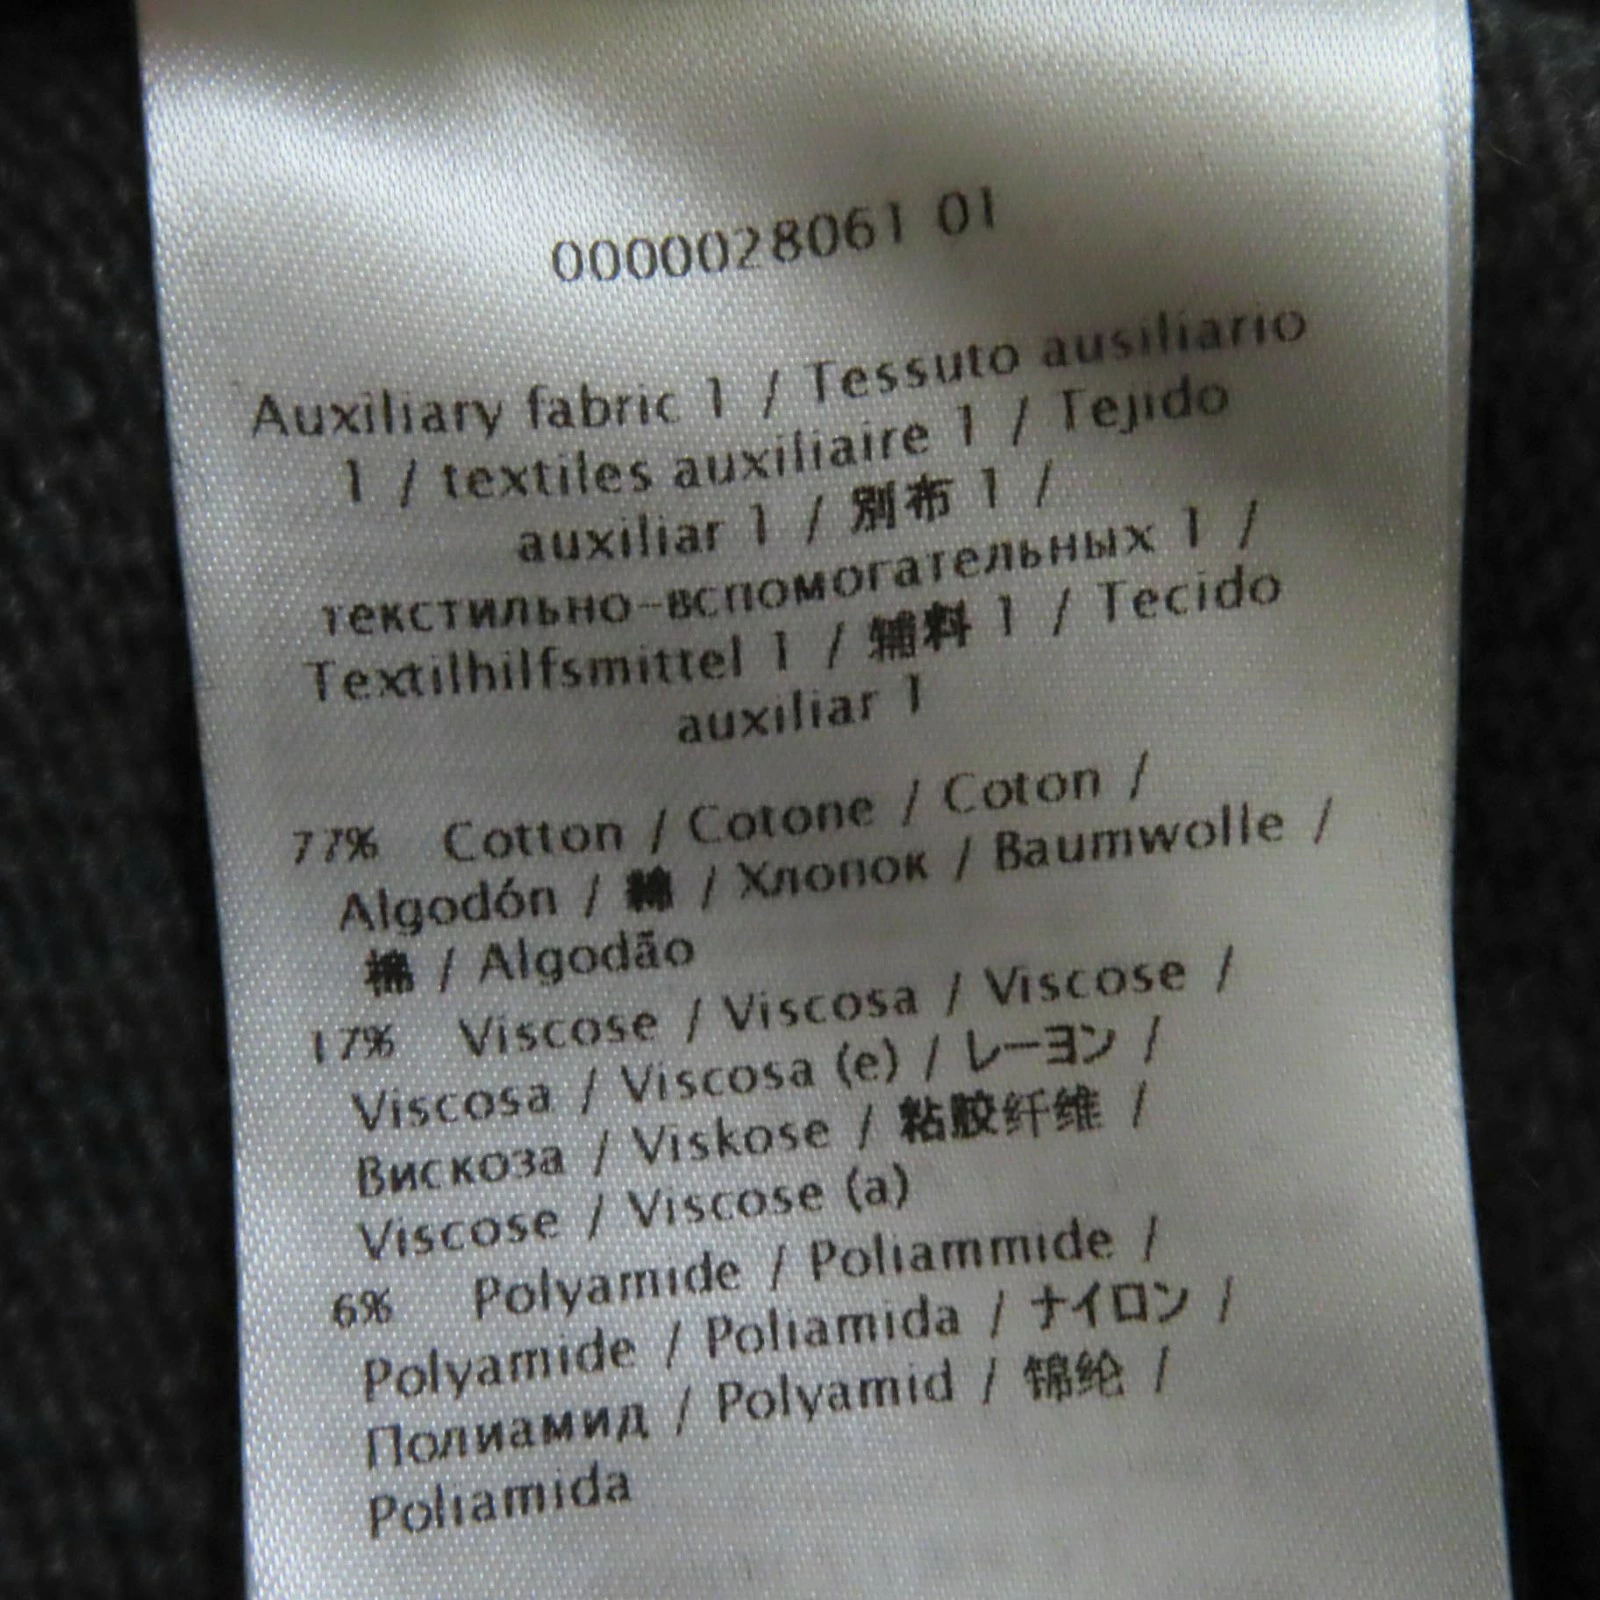 0000028061 01
Auxiliary fabric 1 / Tessuto ausiliario
1 / textiles auxiliaire 1 / Tejido
auxiliar 1 / 別布 1 /
текстильно-вспомогательных 1 /
Textilhilfsmittel 1 / 辅料 1 / Tecido
auxiliar 1
77% Cotton / Cotone / Coton /
Algodón / 綿 / Хлопок / Baumwolle /
棉 / Algodão
17% Viscose / Viscosa / Viscose /
Viscosa / Viscosa (e) / レーヨン /
Вискоза / Viskose / 粘胶纤维 /
Viscose / Viscose (a)
6% Polyamide / Poliammide /
Polyamide / Poliamida / ナイロン /
Полиамид / Polyamid / 锦纶 /
Poliamida